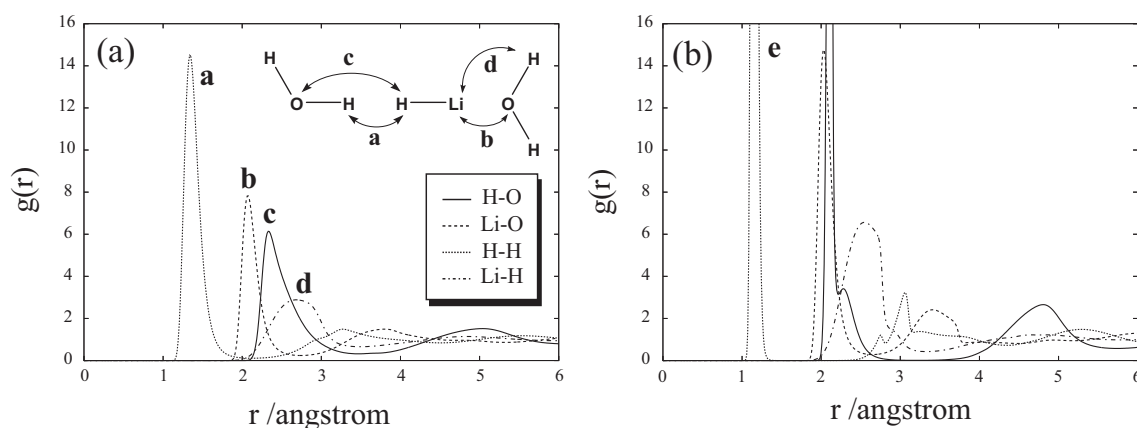 (a)
16
14
12
10
8
6
4
2
0
g(r)
0 1 2 3 4 5 6
r /angstrom
a
b
c
d
H
c
d
H
O H H Li O
a
b
H
H-O
Li-O
H-H
Li-H
(b)
16
14
12
10
8
6
4
2
0
g(r)
0 1 2 3 4 5 6
r /angstrom
e